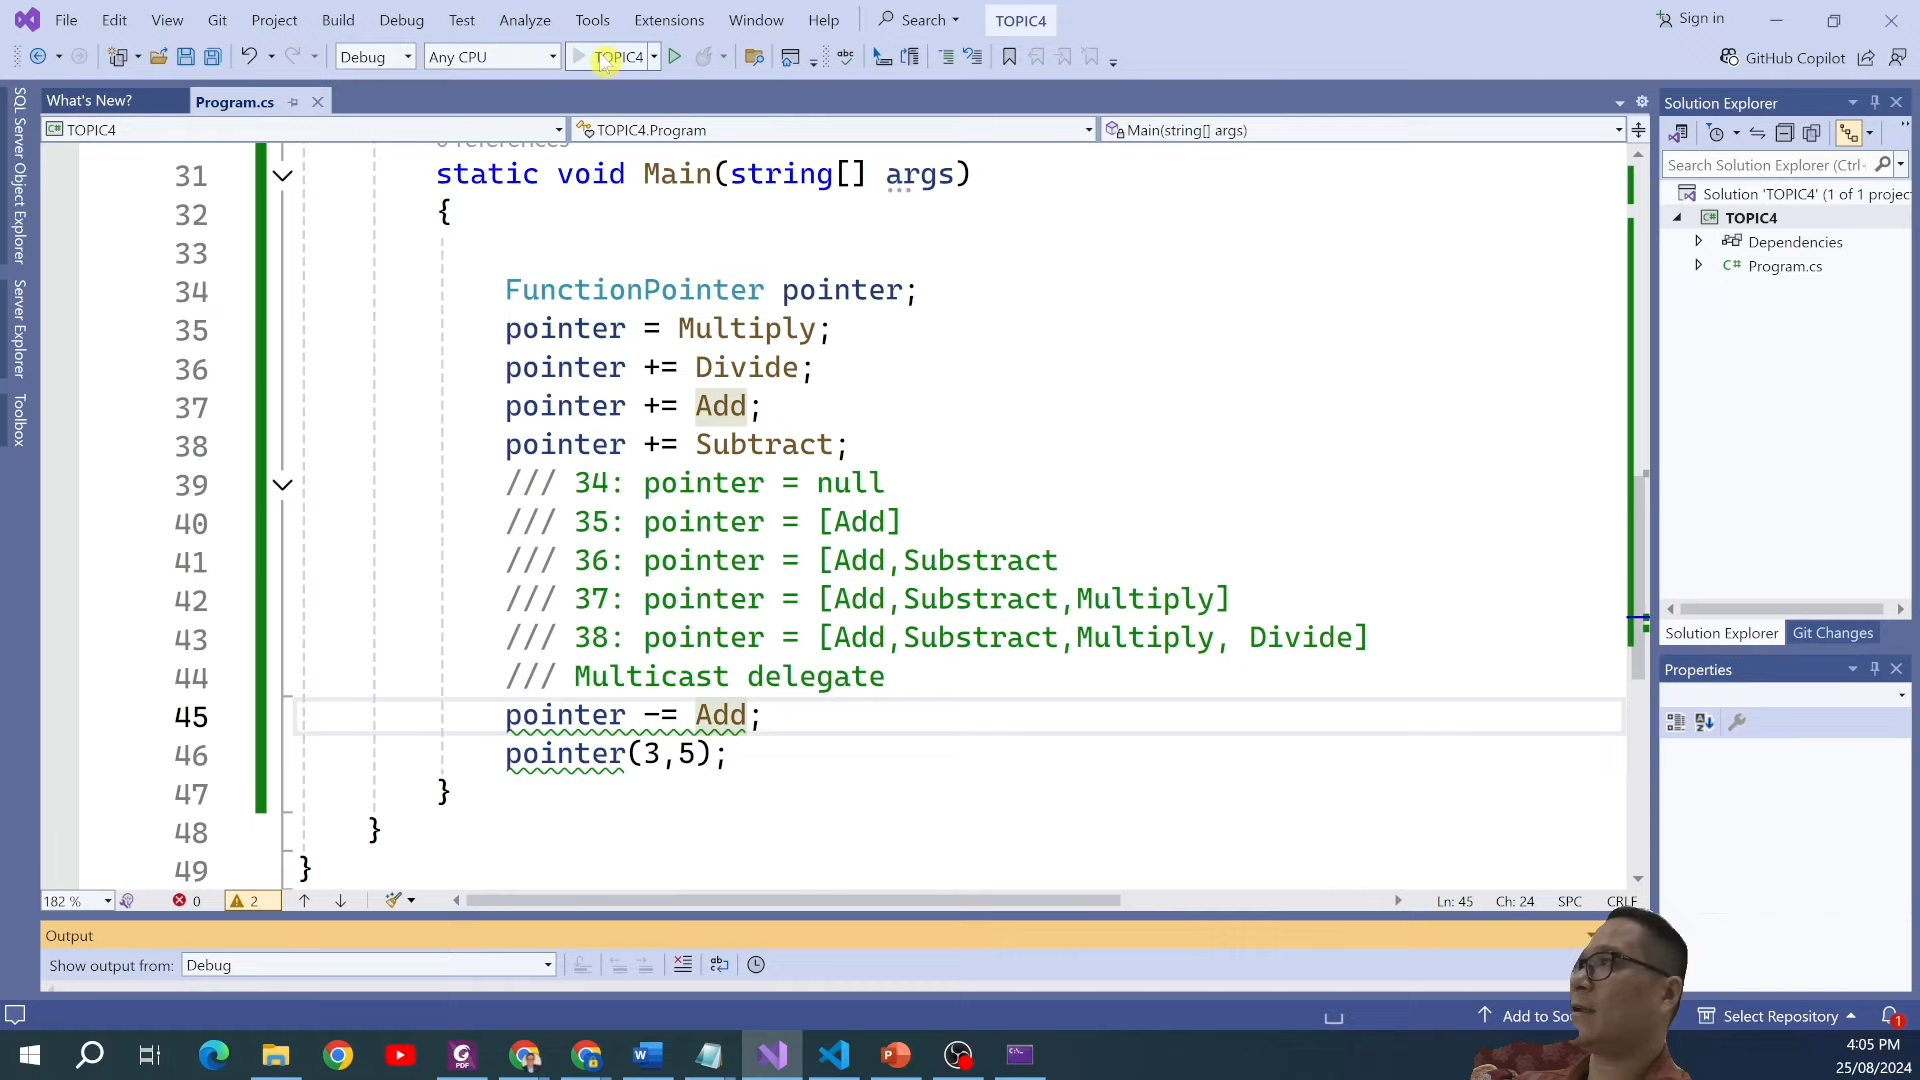 File Edit View Git Project Build Debug Test Analyze Tools Extensions Window Help Search TOPIC4 Sign in
Debug Any CPU TOPIC4 GitHub Copilot
What's New? Program.cs
TOPIC4 TOPIC4.Program Main(string[] args)
31 static void Main(string[] args)
32 {
33
34 FunctionPointer pointer;
35 pointer = Multiply;
36 pointer += Divide;
37 pointer += Add;
38 pointer += Subtract;
39 /// 34: pointer = null
40 /// 35: pointer = [Add]
41 /// 36: pointer = [Add,Substract
42 /// 37: pointer = [Add,Substract,Multiply]
43 /// 38: pointer = [Add,Substract,Multiply, Divide]
44 /// Multicast delegate
45 pointer -= Add;
46 pointer(3,5);
47 }
48 }
49 }
182 % 0 2 Ln: 45 Ch: 24 SPC CRLF
Output
Show output from: Debug
SQL Server Object Explorer
Server Explorer
Toolbox
Solution Explorer
Search Solution Explorer (Ctrl-
Solution 'TOPIC4' (1 of 1 projec
TOPIC4
Dependencies
C# Program.cs
Solution Explorer Git Changes
Properties
Add to So Select Repository 1
4:05 PM
25/08/2024